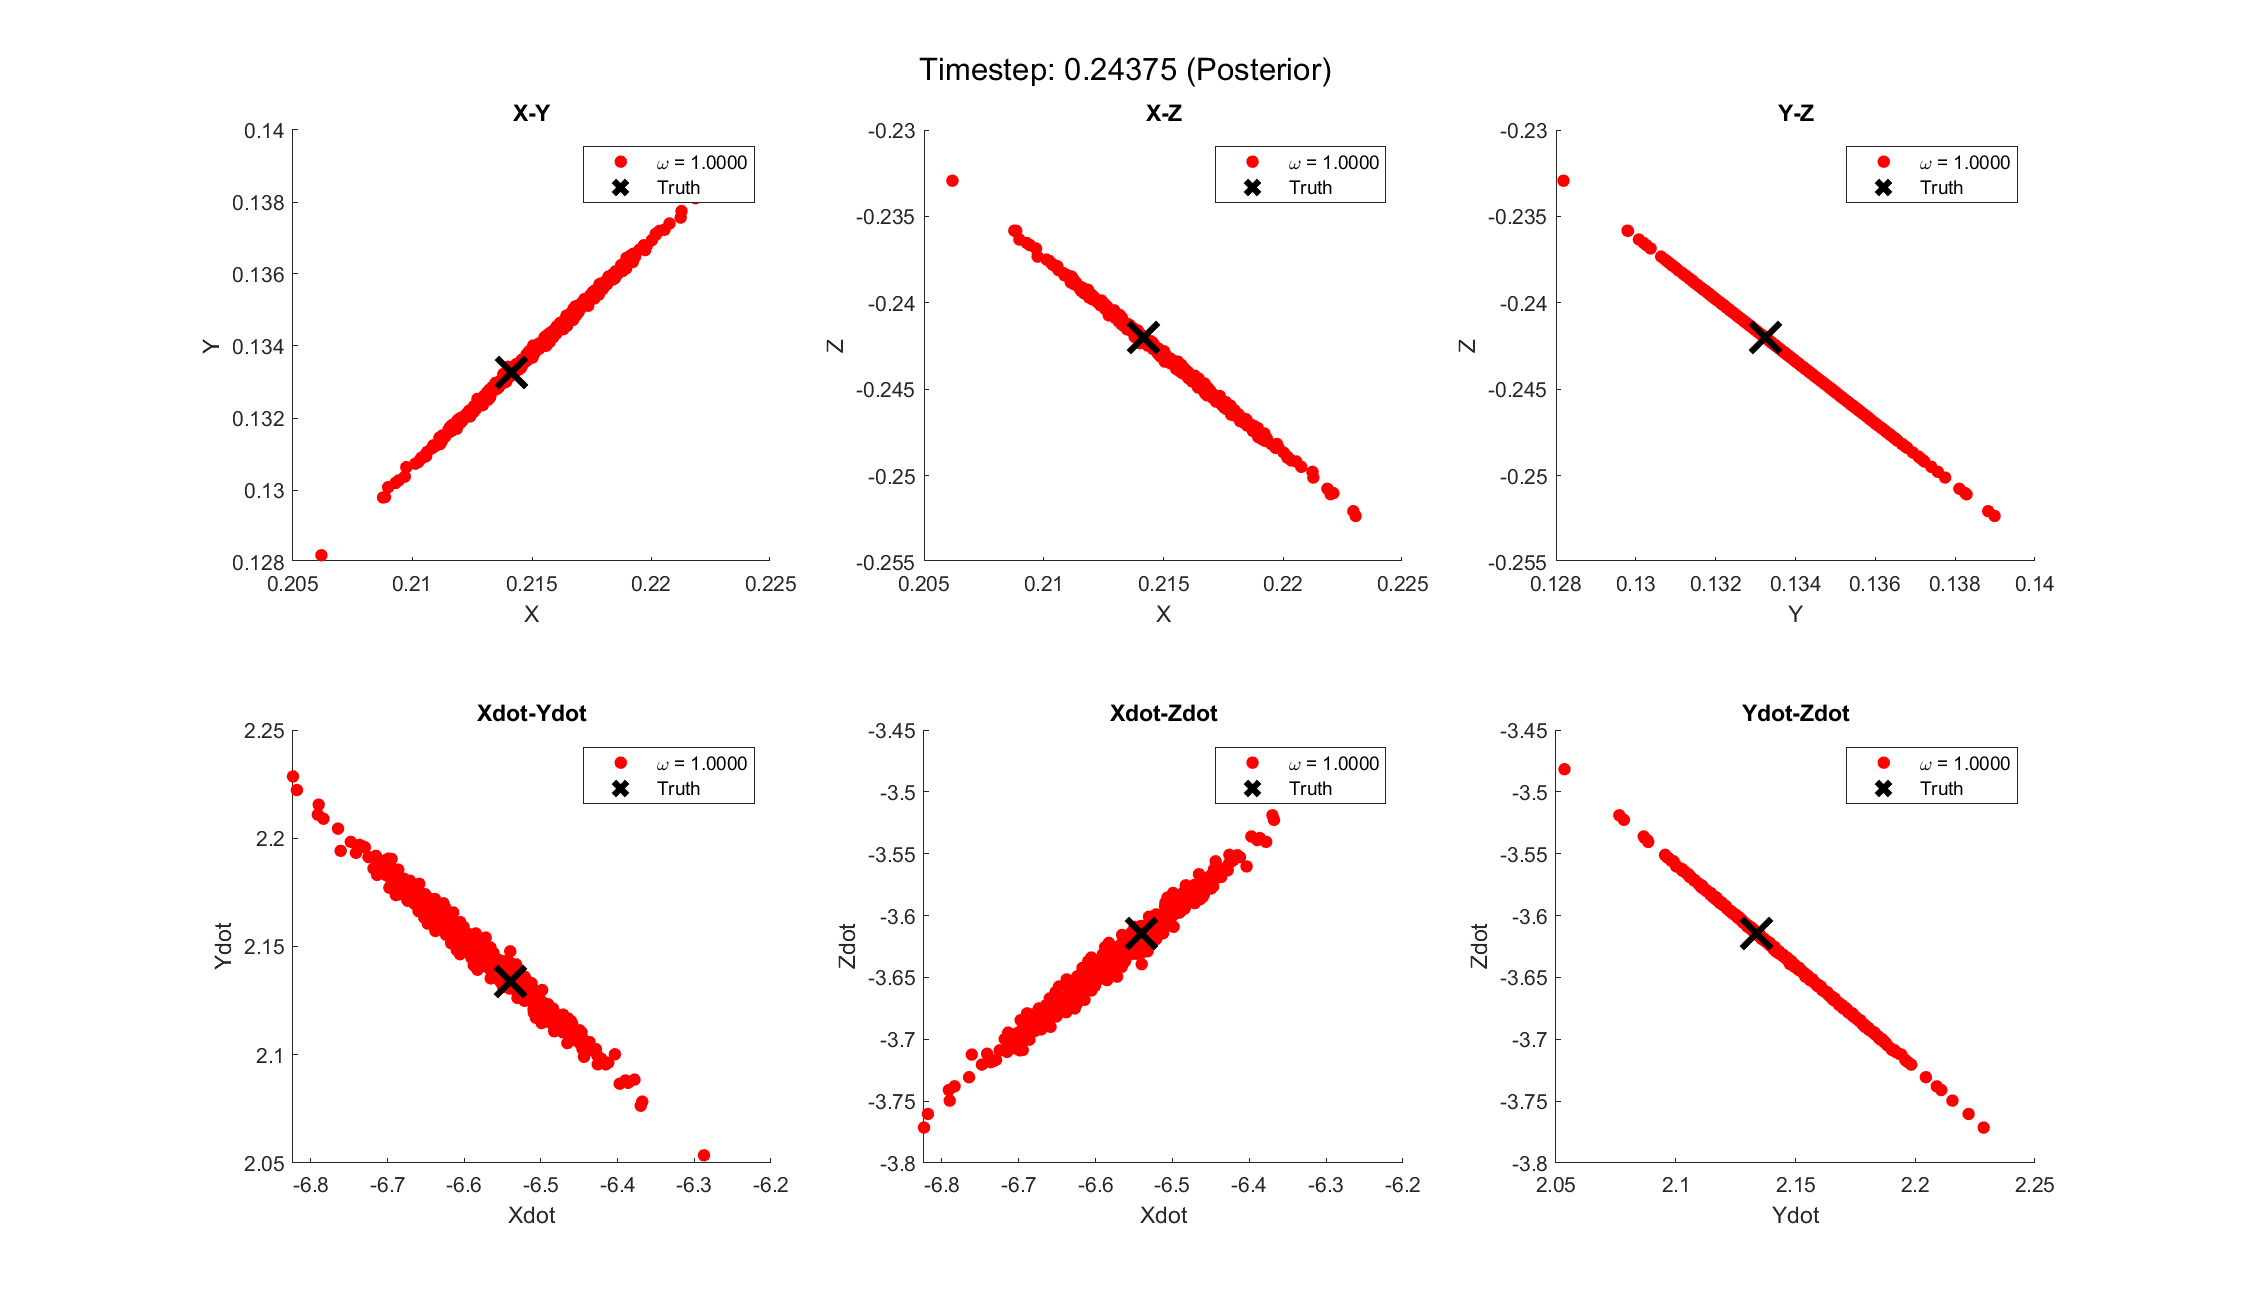 Timestep: 0.24375 (Posterior)
X-Y
0.14
0.138
0.136
0.134
0.132
0.13
0.128
Y
0.205 0.21 0.215 0.22 0.225
X
ω = 1.0000
Truth
X-Z
-0.23
-0.235
-0.24
-0.245
-0.25
-0.255
Z
0.205 0.21 0.215 0.22 0.225
X
ω = 1.0000
Truth
Y-Z
-0.23
-0.235
-0.24
-0.245
-0.25
-0.255
Z
0.128 0.13 0.132 0.134 0.136 0.138 0.14
Y
ω = 1.0000
Truth
Xdot-Ydot
2.25
2.2
2.15
2.1
2.05
Ydot
-6.8 -6.7 -6.6 -6.5 -6.4 -6.3 -6.2
Xdot
ω = 1.0000
Truth
Xdot-Zdot
-3.45
-3.5
-3.55
-3.6
-3.65
-3.7
-3.75
-3.8
Zdot
-6.8 -6.7 -6.6 -6.5 -6.4 -6.3 -6.2
Xdot
ω = 1.0000
Truth
Ydot-Zdot
-3.45
-3.5
-3.55
-3.6
-3.65
-3.7
-3.75
-3.8
Zdot
2.05 2.1 2.15 2.2 2.25
Ydot
ω = 1.0000
Truth